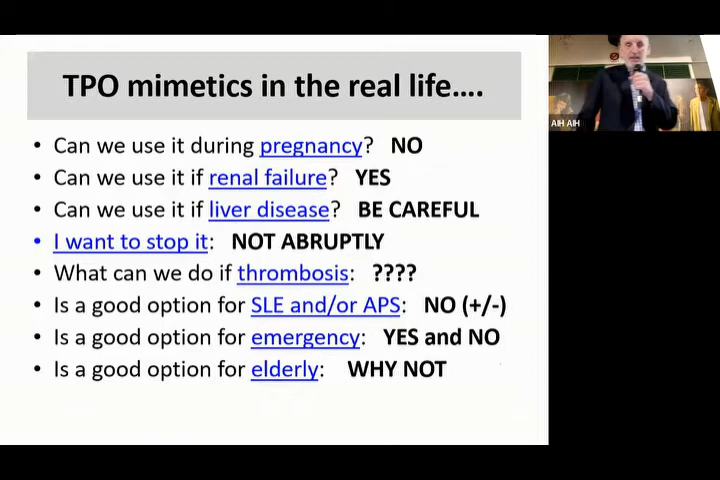 TPO mimetics in the real life....
• Can we use it during pregnancy? NO
• Can we use it if renal failure? YES
• Can we use it if liver disease? BE CAREFUL
• I want to stop it: NOT ABRUPTLY
• What can we do if thrombosis: ????
• Is a good option for SLE and/or APS: NO (+/-)
• Is a good option for emergency: YES and NO
• Is a good option for elderly: WHY NOT
AIH AIH